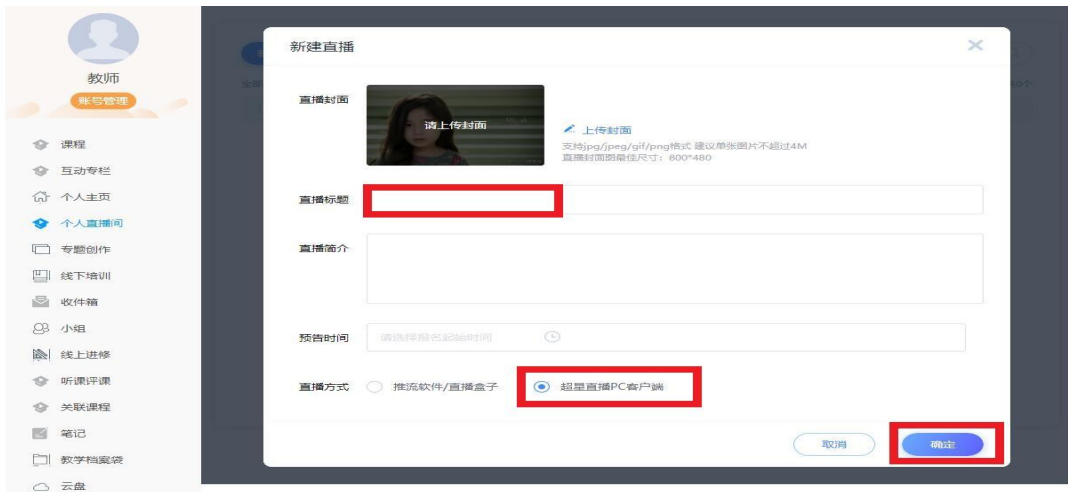 教师
账号管理
课程
互动专栏
个人主页
个人直播间
专题创作
线下培训
收件箱
小组
线上进修
听课评课
关联课程
笔记
教学档案袋
云盘
新建直播
直播封面
请上传封面
上传封面
支持jpg/jpeg/gif/png格式 建议单张图片不超过4M
直播封面图最佳尺寸：800*480
直播标题
直播简介
预告时间
请选择报名起始时间
直播方式
推流软件/直播盒子
超星直播PC客户端
取消
确定